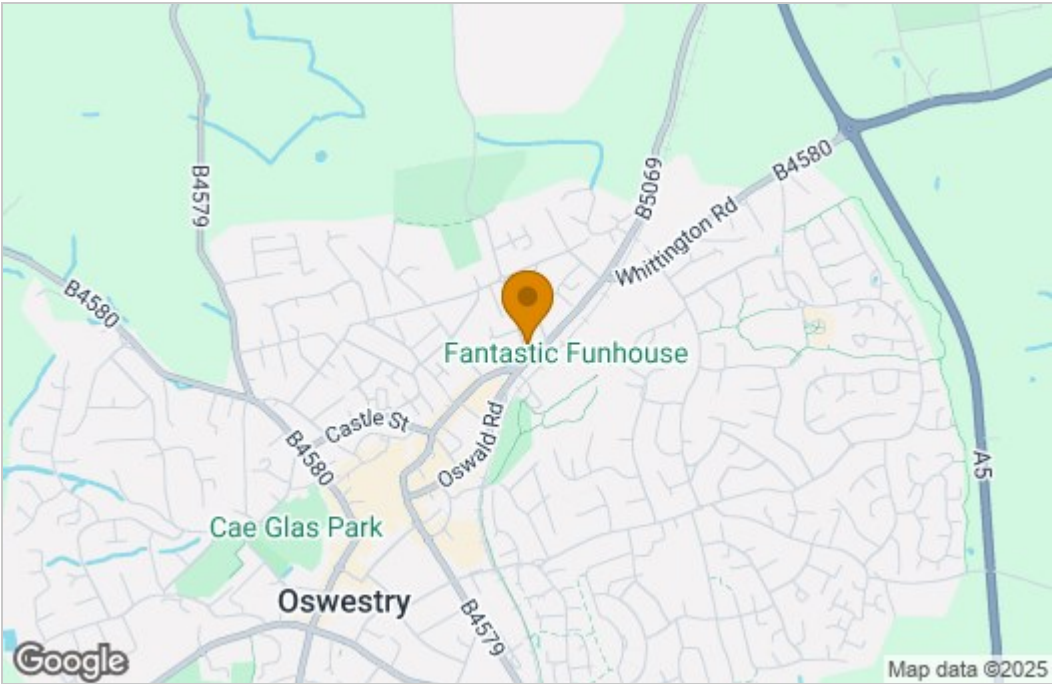 B4580
B5069
B4579
Whittington Rd
B4580
Fantastic Funhouse
Castle St
B4580
Oswald Rd
A5
Cae Glas Park
Oswestry
B4579
Google
Map data ©2025